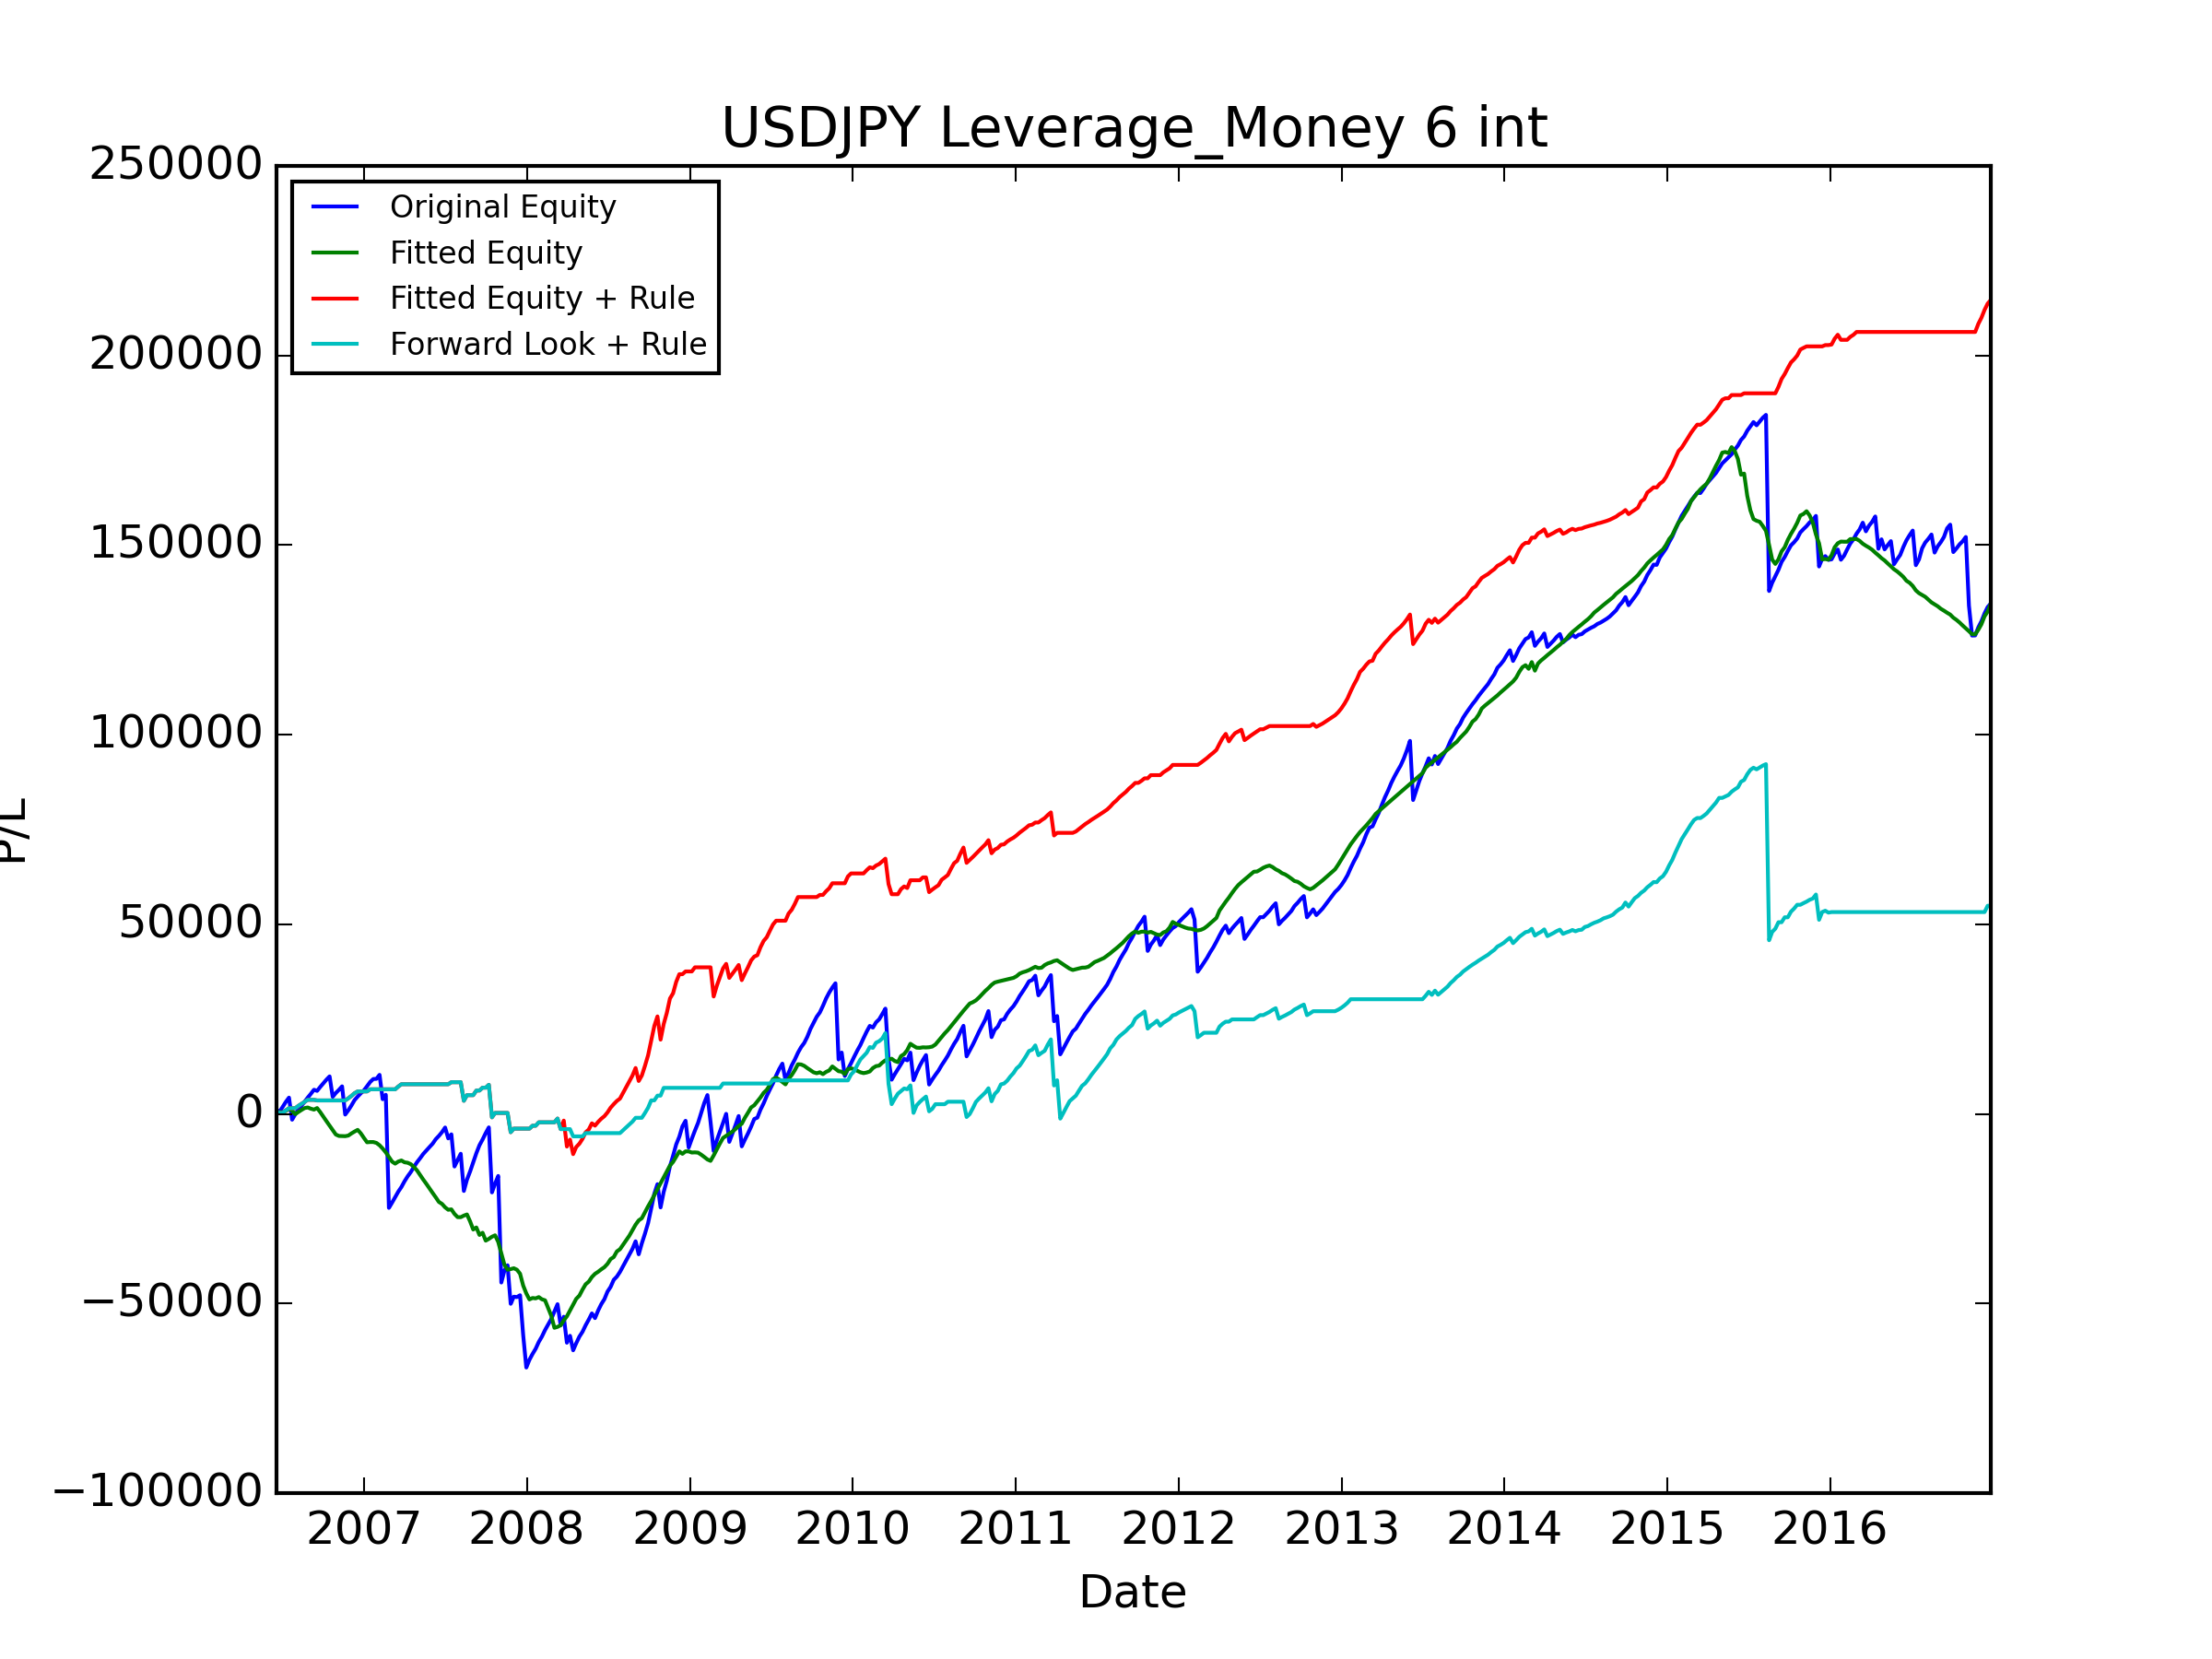 USDJPY Leverage_Money 6 int
250000
200000
150000
100000
50000
0
−50000
−100000
Original Equity
Fitted Equity
Fitted Equity + Rule
Forward Look + Rule
P/L
2007 2008 2009 2010 2011 2012 2013 2014 2015 2016
Date